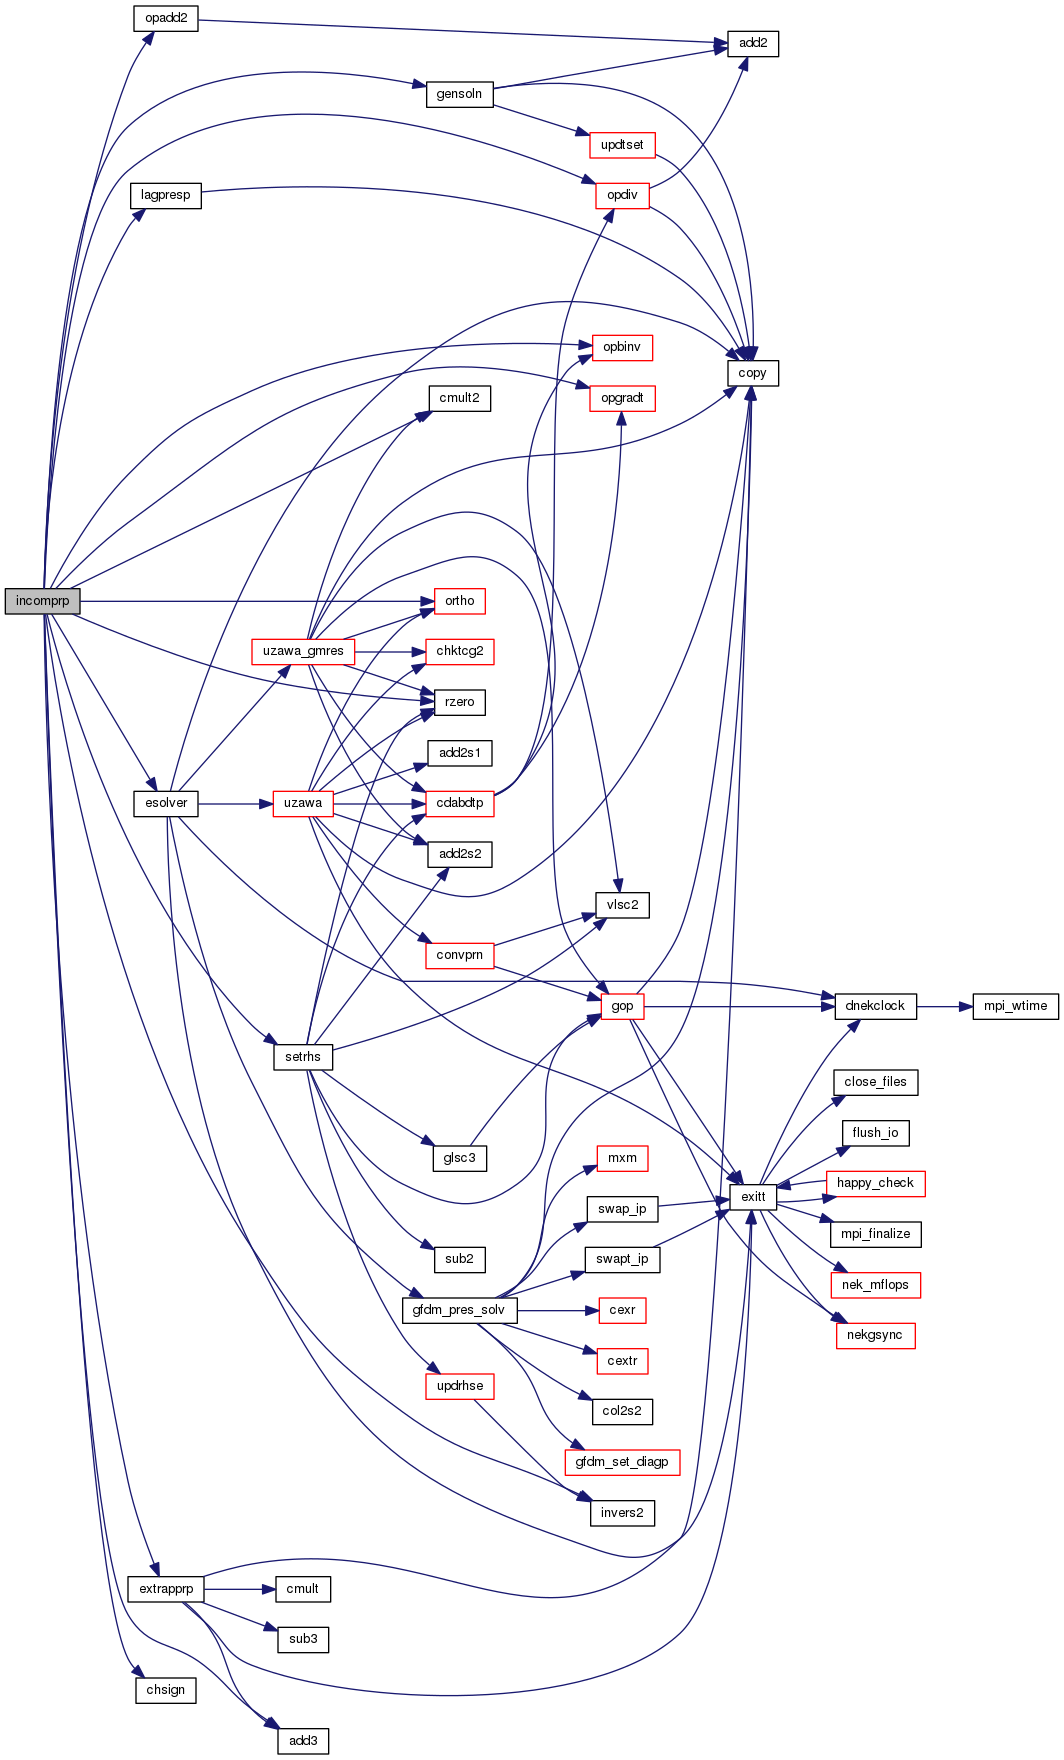 opadd2
add2
gensoln
updtset
opdiv
lagpresp
opbinv
copy
opgradt
cmult2
incomprp
ortho
uzawa_gmres
chktcg2
rzero
add2s1
esolver
uzawa
cdabdtp
add2s2
vlsc2
convprn
gop
dnekclock
mpi_wtime
setrhs
close_files
flush_io
glsc3
mxm
happy_check
exitt
swap_ip
mpi_finalize
sub2
swapt_ip
nek_mflops
gfdm_pres_solv
cexr
nekgsync
cextr
updrhse
col2s2
gfdm_set_diagp
invers2
extrapprp
cmult
sub3
chsign
add3